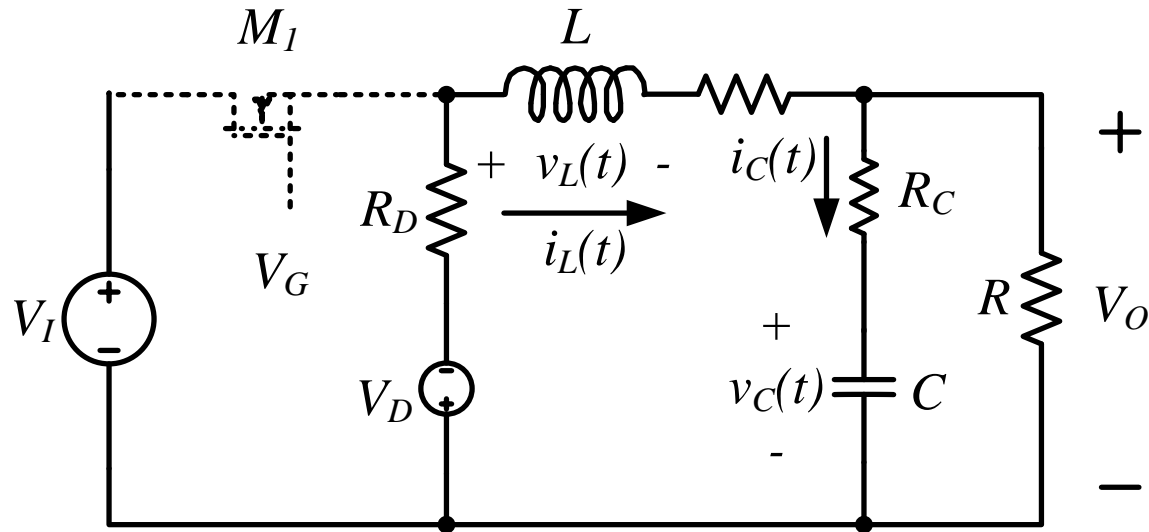 M1
L
+ vL(t) -
iL(t)
iC(t)
RC
+
RD
VG
VI
+
−
R
VO
VD
-
+
+
vC(t)
-
C
−